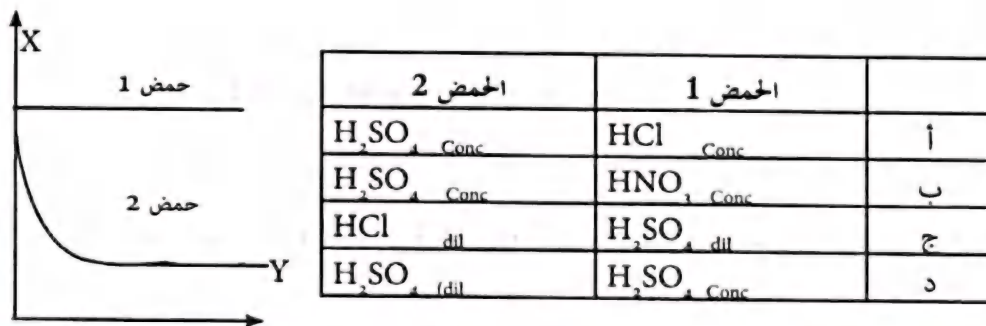 X
حمض 1
حمض 2
Y
الحمض 1 الحمض 2
أ HCl Conc H₂SO₄ Conc
ب HNO₃ Conc H₂SO₄ Conc
ج H₂SO₄ dil HCl dil
د H₂SO₄ Conc H₂SO₄ (dil